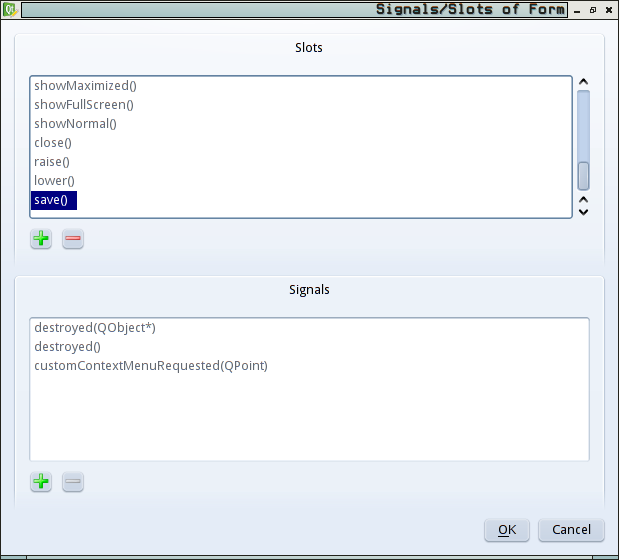 Signals/Slots of Form
Slots
showMaximized()
showFullScreen()
showNormal()
close()
raise()
lower()
save()
Signals
destroyed(QObject*)
destroyed()
customContextMenuRequested(QPoint)
OK
Cancel